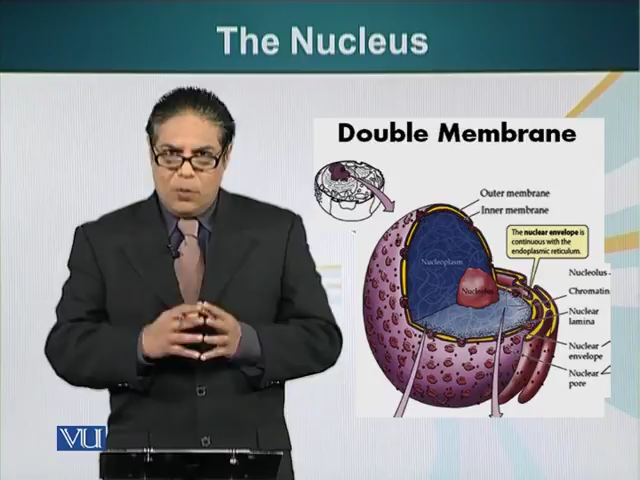 The Nucleus
Double Membrane
Outer membrane
Inner membrane
The nuclear envelope is
continuous with the
endoplasmic reticulum.
Nucleoplasm
Nucleolus
Nucleolus
Chromatin
Nuclear
lamina
Nuclear
envelope
Nuclear
pore
VU